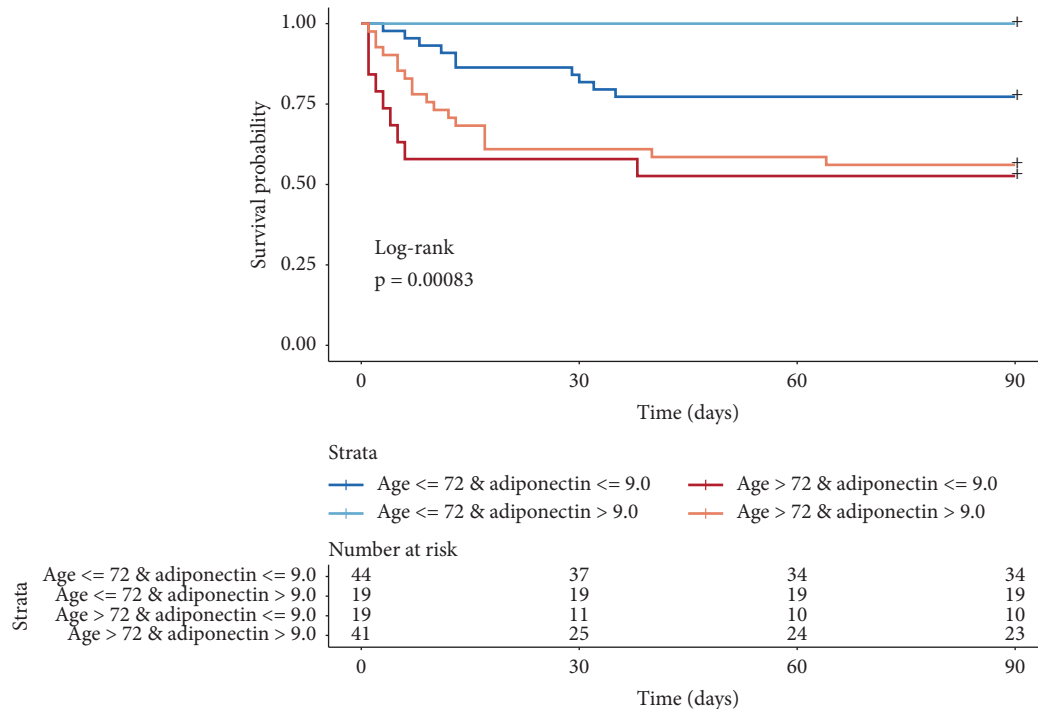 1.00
0.75
0.50
0.25
0.00
Survival probability
Log-rank
p = 0.00083
0 30 60 90
Time (days)
Strata
Age <= 72 & adiponectin <= 9.0 Age > 72 & adiponectin <= 9.0
Age <= 72 & adiponectin > 9.0 Age > 72 & adiponectin > 9.0
Number at risk
Strata
Age <= 72 & adiponectin <= 9.0 44 37 34 34
Age <= 72 & adiponectin > 9.0 19 19 19 19
Age > 72 & adiponectin <= 9.0 19 11 10 10
Age > 72 & adiponectin > 9.0 41 25 24 23
0 30 60 90
Time (days)